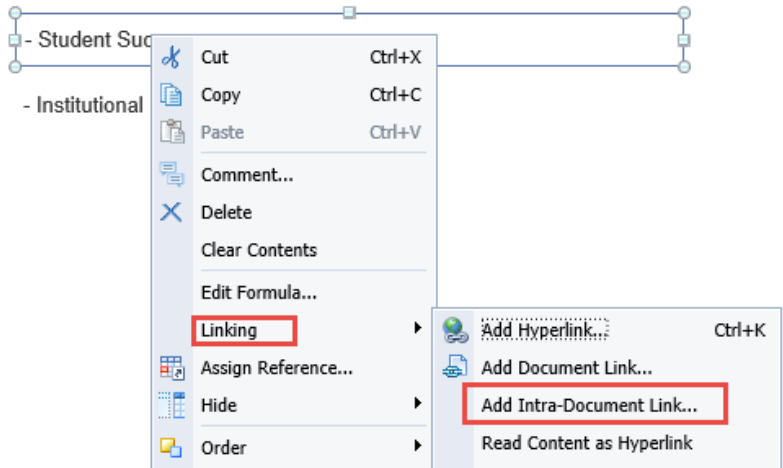 - Student Suc
- Institutional
Cut Ctrl+X
Copy Ctrl+C
Paste Ctrl+V
Comment...
Delete
Clear Contents
Edit Formula...
Linking
Assign Reference...
Hide
Order
Add Hyperlink... Ctrl+K
Add Document Link...
Add Intra-Document Link...
Read Content as Hyperlink